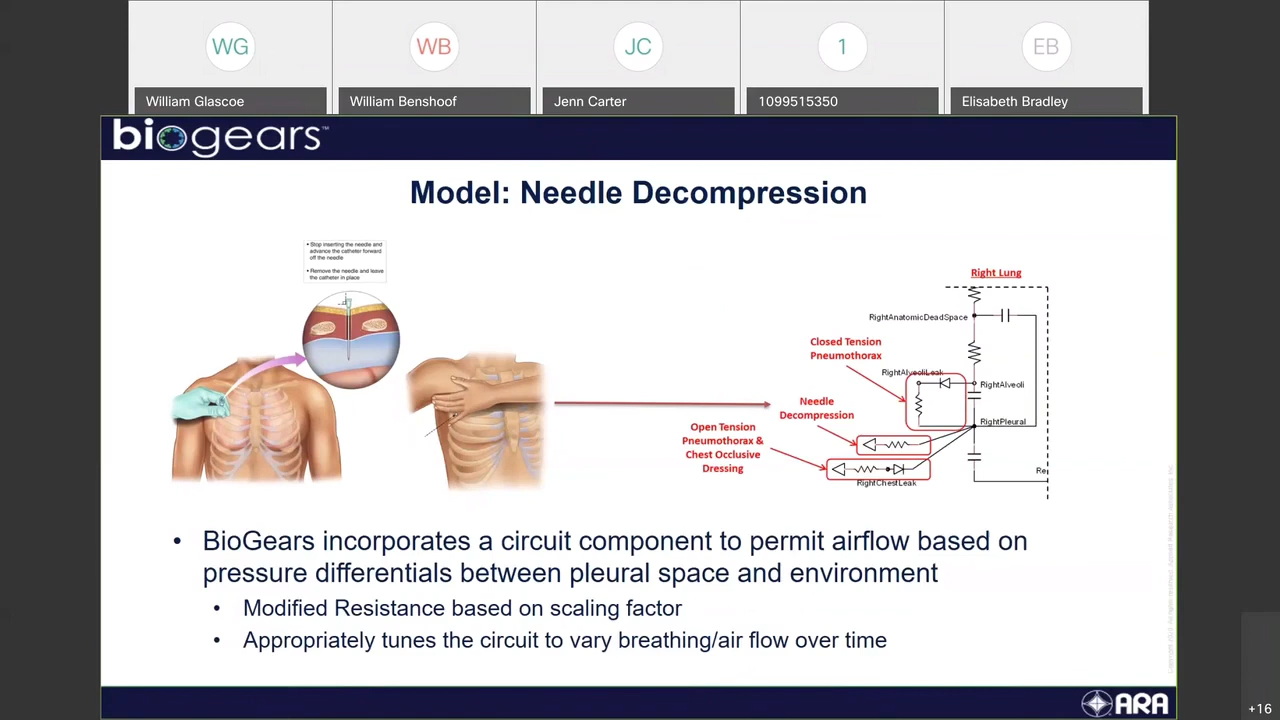 WG
WB
JC
1
EB
William Glascoe
William Benshoof
Jenn Carter
1099515350
Elisabeth Bradley
biogears™
Model: Needle Decompression
• Stop inserting the needle and
advance the catheter forward
off the needle
• Remove the needle and leave
the catheter in place
Right Lung
RightAnatomicDeadSpace
Closed Tension
Pneumothorax
RightAlveoliLeak
RightAlveoli
Needle
Decompression
RightPleural
Open Tension
Pneumothorax &
Chest Occlusive
Dressing
Re
RightChestLeak
• BioGears incorporates a circuit component to permit airflow based on
pressure differentials between pleural space and environment
• Modified Resistance based on scaling factor
• Appropriately tunes the circuit to vary breathing/air flow over time
ARA
+16